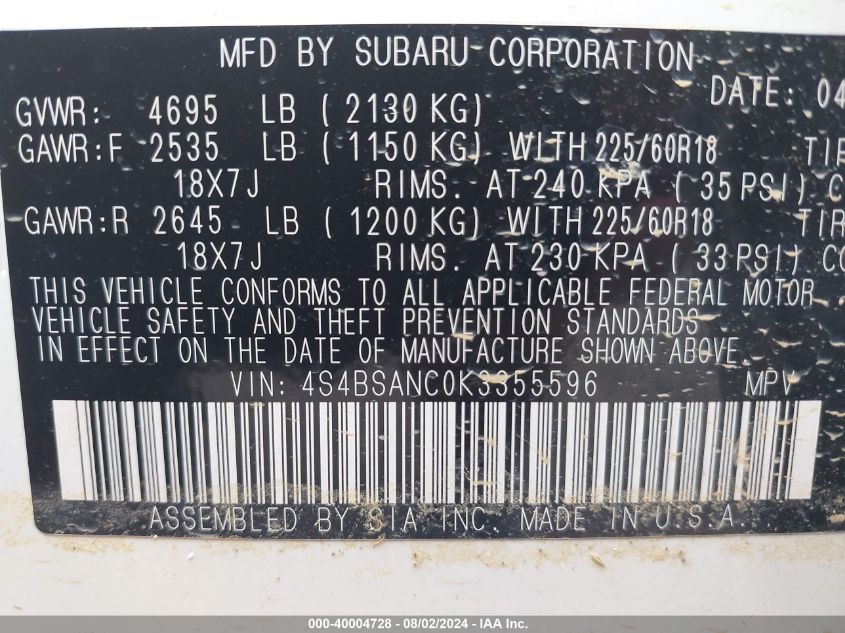 MFD BY SUBARU CORPORATION
DATE: 04
GVWR: 4695 LB ( 2130 KG)
GAWR:F 2535 LB ( 1150 KG) WITH 225/60R18 TIR
18X7J RIMS. AT 240 KPA ( 35 PSI) CO
GAWR:R 2645 LB ( 1200 KG) WITH 225/60R18 TIR
18X7J RIMS. AT 230 KPA ( 33 PSI) CO
THIS VEHICLE CONFORMS TO ALL APPLICABLE FEDERAL MOTOR
VEHICLE SAFETY AND THEFT PREVENTION STANDARDS
IN EFFECT ON THE DATE OF MANUFACTURE SHOWN ABOVE.
VIN: 4S4BSANC0K3355596 MPV
ASSEMBLED BY SIA INC. MADE IN U.S.A.
000-40004728 - 08/02/2024 - IAA Inc.